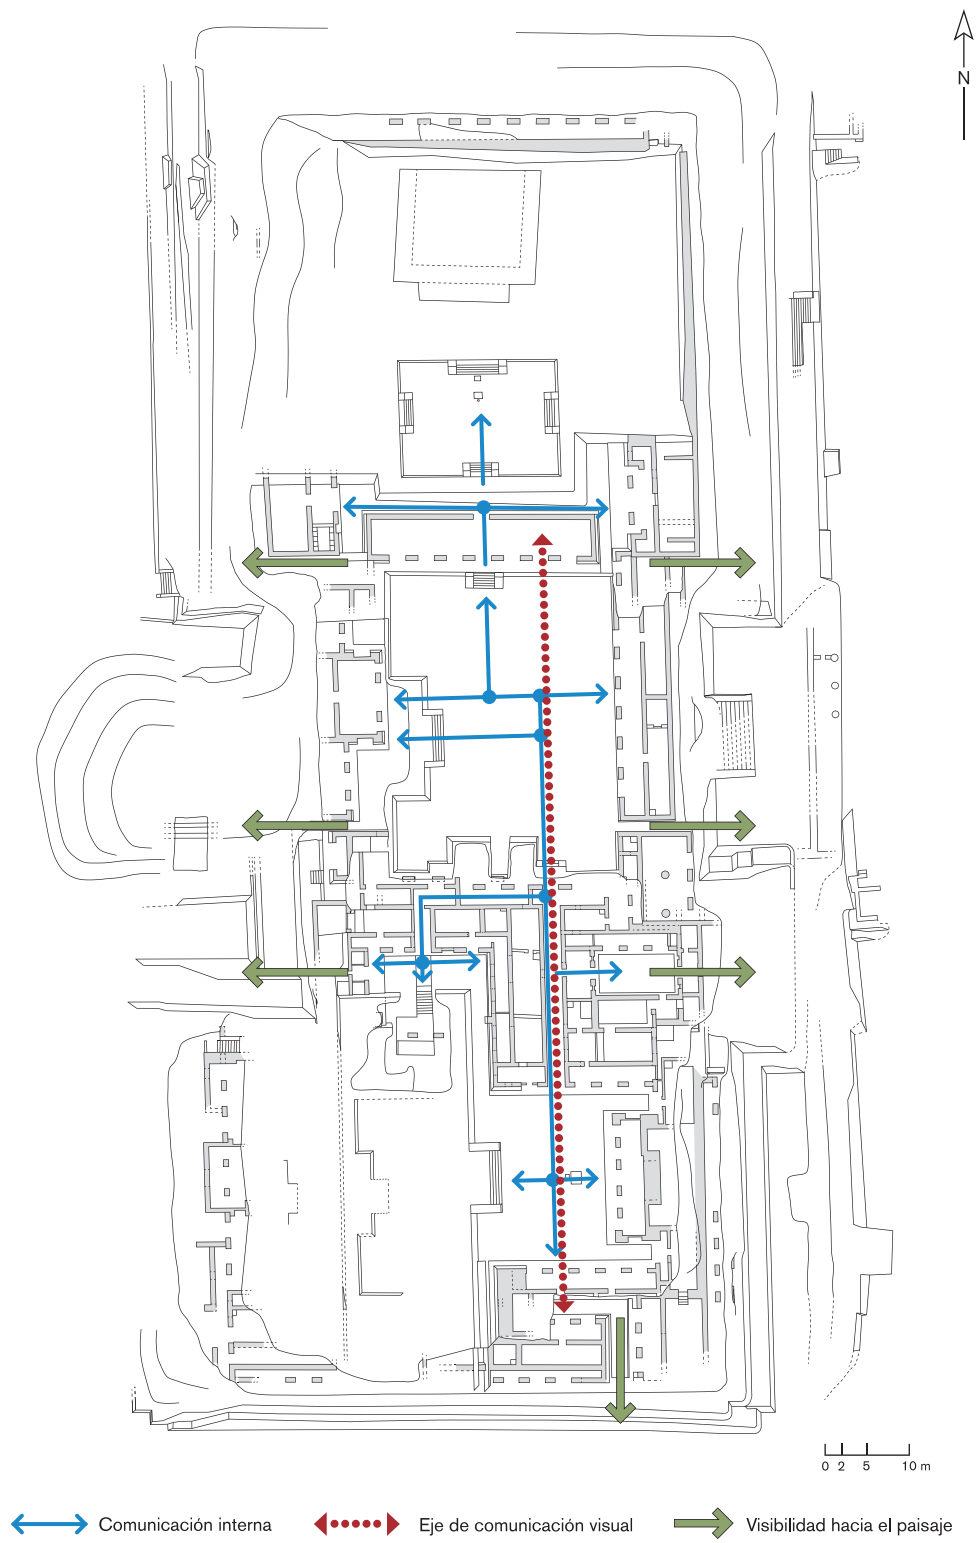 N
0 2 5 10 m
Comunicación interna
Eje de comunicación visual
Visibilidad hacia el paisaje